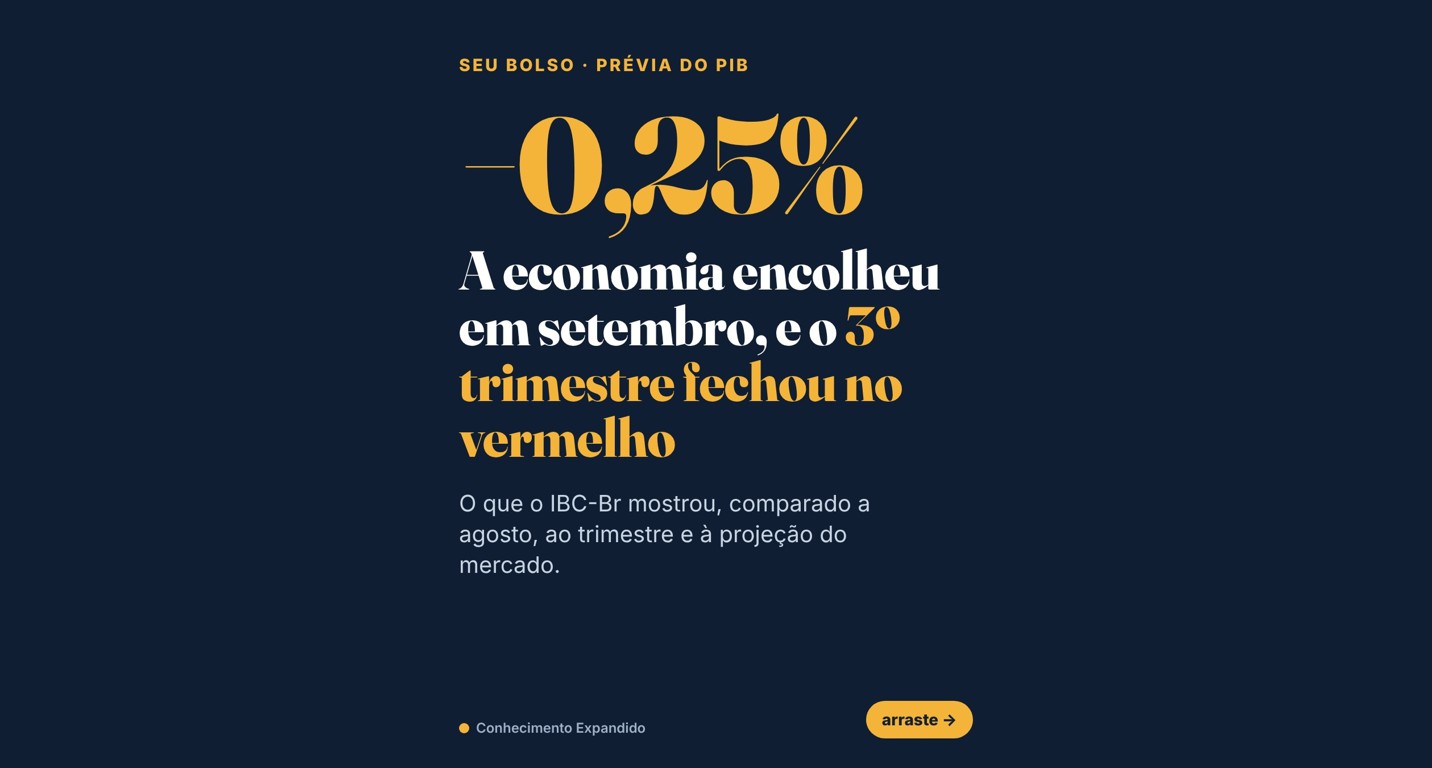 SEU BOLSO · PRÉVIA DO PIB
–0,25%
A economia encolheu
em setembro, e o 3º
trimestre fechou no
vermelho
O que o IBC-Br mostrou, comparado a
agosto, ao trimestre e à projeção do
mercado.
Conhecimento Expandido
arraste →